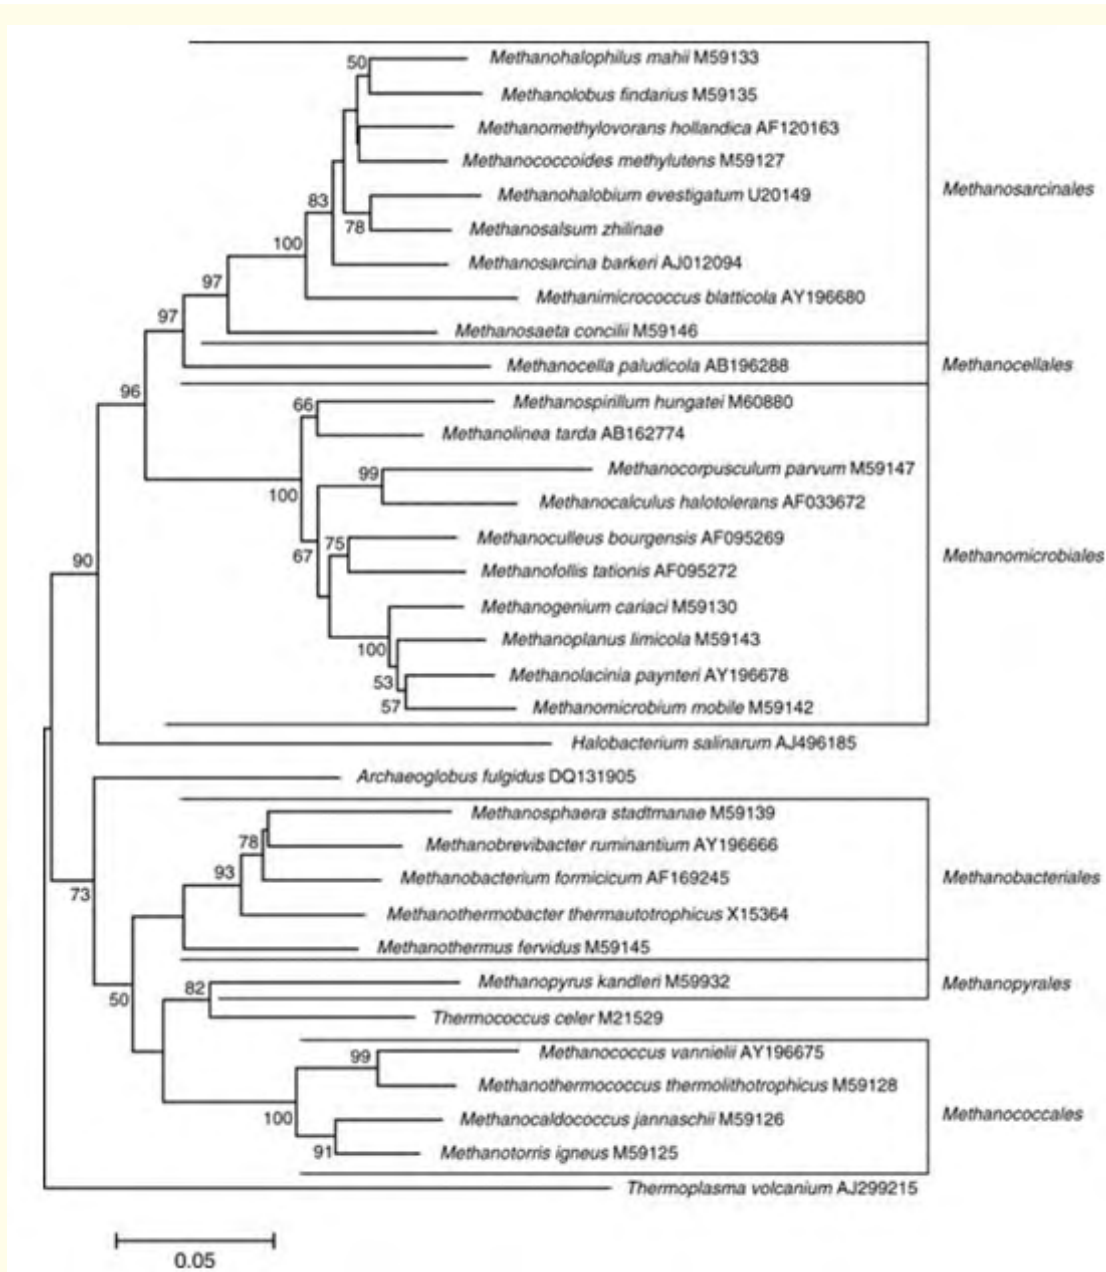 50
Methanohalophilus mahii M59133
Methanolobus findarius M59135
Methanomethylovorans hollandica AF120163
Methanococcoides methylutens M59127
Methanosarcinales
Methanohalobium evestigatum U20149
83
78
Methanosalsum zhilinae
100
Methanosarcina barkeri AJ012094
97
Methanimicrococcus blatticola AY196680
97
Methanosaeta concilii M59146
Methanocella paludicola AB196288
Methanocellales
96
66
Methanospirillum hungatei M60880
Methanolinea tarda AB162774
99
Methanocorpusculum parvum M59147
100
Methanocalculus halotolerans AF033672
75
Methanoculleus bourgensis AF095269
67
Methanomicrobiales
90
Methanofollis tationis AF095272
Methanogenium cariaci M59130
100
Methanoplanus limicola M59143
53
Methanolacinia paynteri AY196678
57
Methanomicrobium mobile M59142
Halobacterium salinarum AJ496185
Archaeoglobus fulgidus DQ131905
Methanosphaera stadtmanae M59139
78
Methanobrevibacter ruminantium AY196666
93
Methanobacterium formicicum AF169245
Methanobacteriales
73
Methanothermobacter thermautotrophicus X15364
Methanothermus fervidus M59145
82
Methanopyrus kandleri M59932
Methanopyrales
50
Thermococcus celer M21529
99
Methanococcus vannielii AY196675
Methanothermococcus thermolithotrophicus M59128
100
Methanocaldococcus jannaschii M59126
Methanococcales
91
Methanotorris igneus M59125
Thermoplasma volcanium AJ299215
0.05